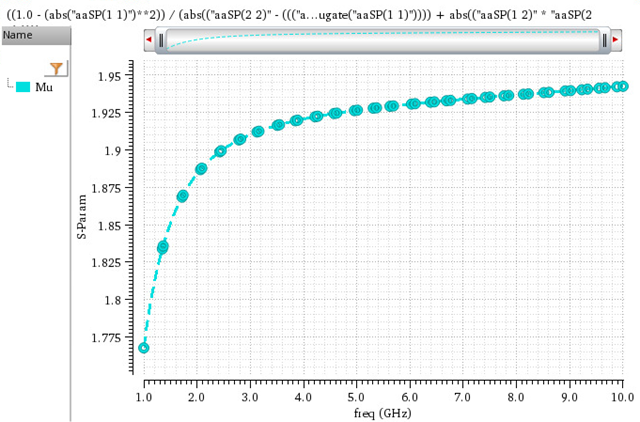 ((1.0 - (abs("aaSP(1 1)")**2)) / (abs(("aaSP(2 2)" - ((("a...ugate("aaSP(1 1)")))) + abs(("aaSP(1 2)" * "aaSP(2
Name
Mu
1.95
1.925
1.9
1.875
1.85
1.825
1.8
1.775
S-Param
1.0 2.0 3.0 4.0 5.0 6.0 7.0 8.0 9.0 10.0
freq (GHz)